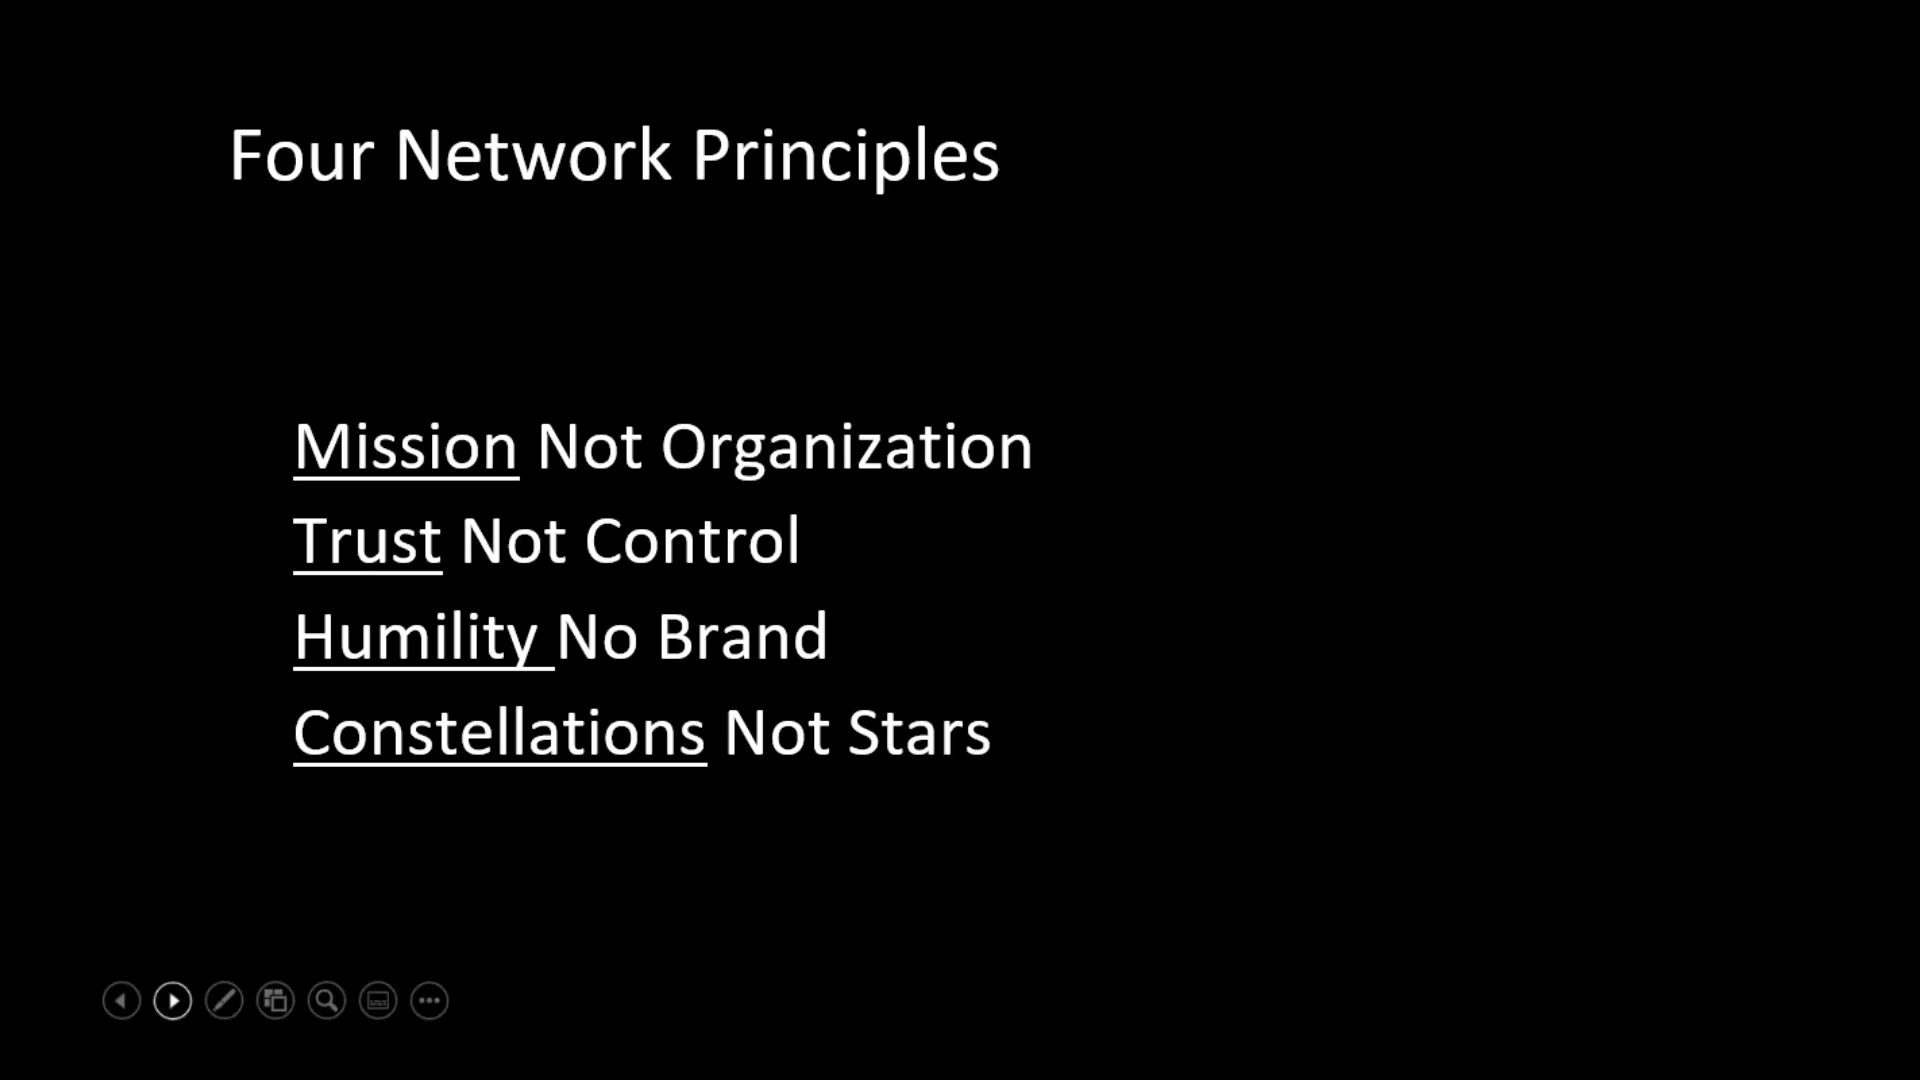 Four Network Principles
Mission Not Organization
Trust Not Control
Humility No Brand
Constellations Not Stars